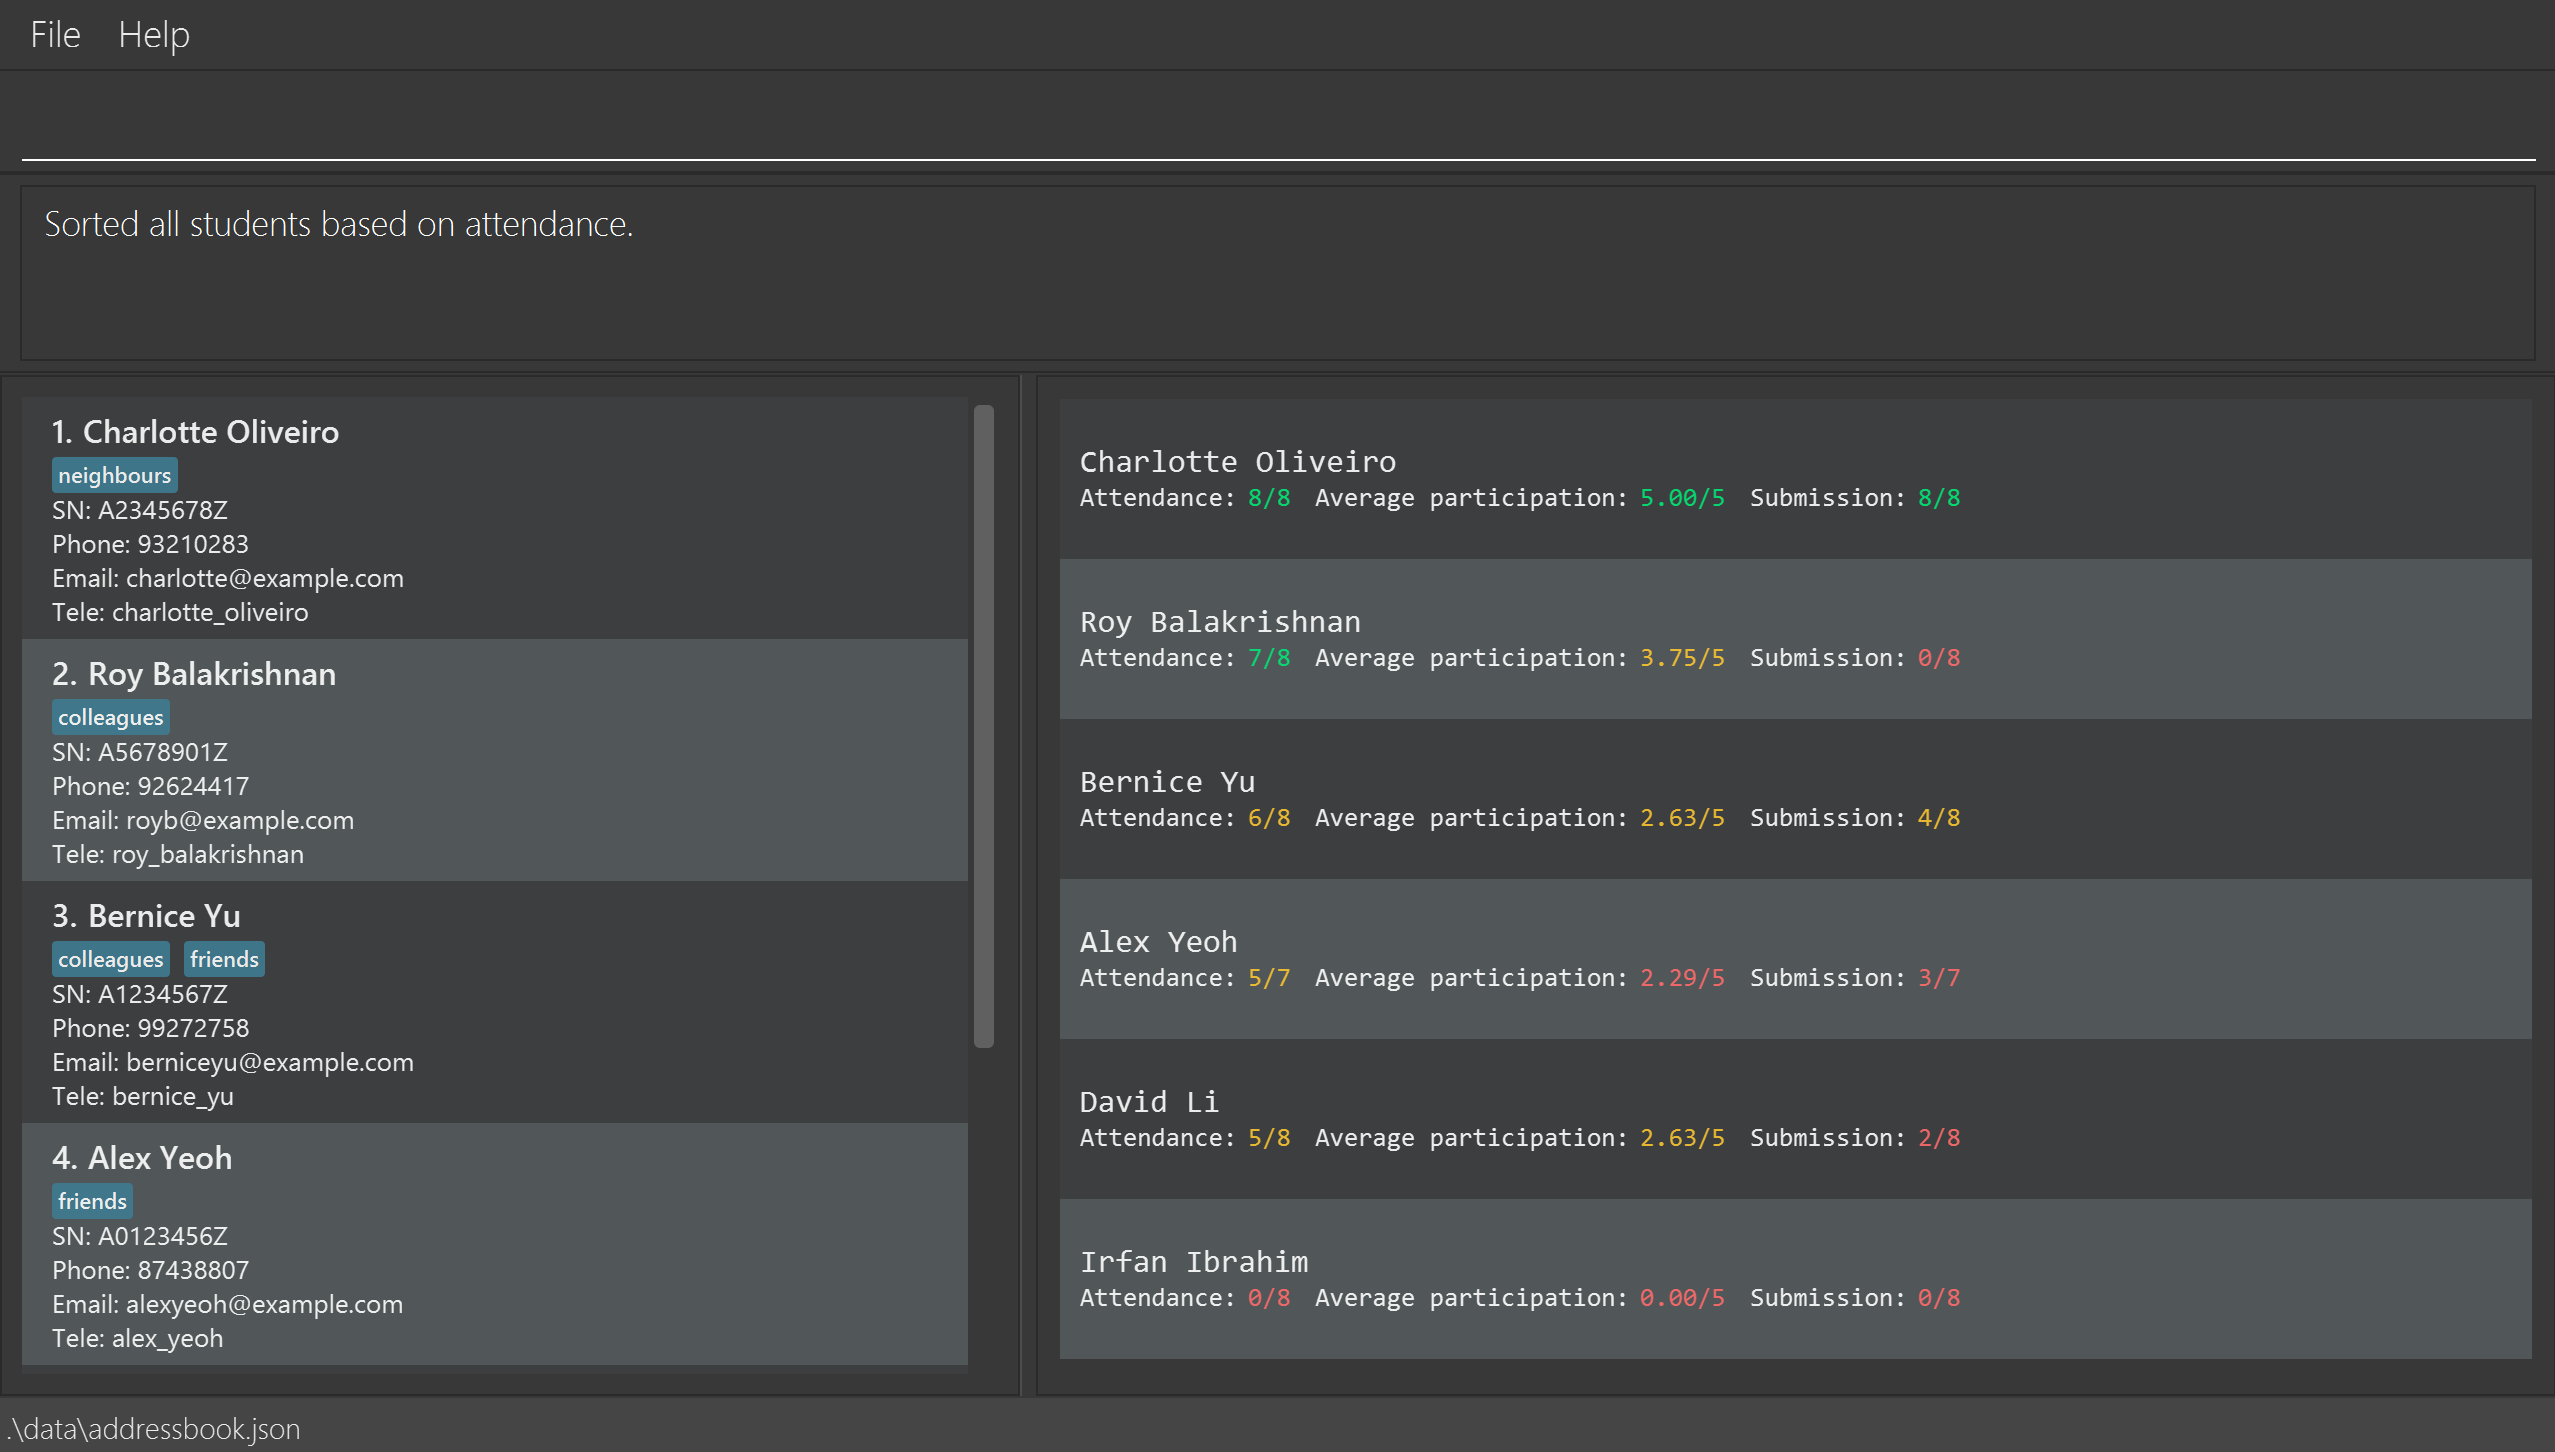 File Help
Sorted all students based on attendance.
1. Charlotte Oliveiro
neighbours
SN: A2345678Z
Phone: 93210283
Email: charlotte@example.com
Tele: charlotte_oliveiro
2. Roy Balakrishnan
colleagues
SN: A5678901Z
Phone: 92624417
Email: royb@example.com
Tele: roy_balakrishnan
3. Bernice Yu
colleagues friends
SN: A1234567Z
Phone: 99272758
Email: berniceyu@example.com
Tele: bernice_yu
4. Alex Yeoh
friends
SN: A0123456Z
Phone: 87438807
Email: alexyeoh@example.com
Tele: alex_yeoh
Charlotte Oliveiro
Attendance: 8/8 Average participation: 5.00/5 Submission: 8/8
Roy Balakrishnan
Attendance: 7/8 Average participation: 3.75/5 Submission: 0/8
Bernice Yu
Attendance: 6/8 Average participation: 2.63/5 Submission: 4/8
Alex Yeoh
Attendance: 5/7 Average participation: 2.29/5 Submission: 3/7
David Li
Attendance: 5/8 Average participation: 2.63/5 Submission: 2/8
Irfan Ibrahim
Attendance: 0/8 Average participation: 0.00/5 Submission: 0/8
.\data\addressbook.json